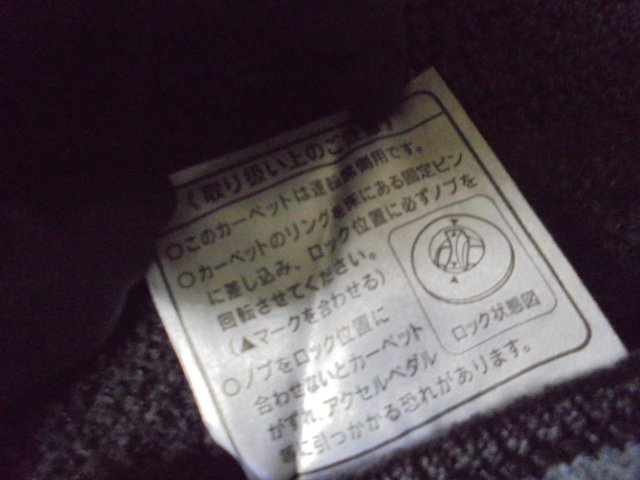 《取り扱い上のご注意》
○このカーペットは運転席側用です。
○カーペットのリングを床にある固定ピン
に差し込み、ロック位置に必ずノブを
回転させてください。
(▲マークを合わせる)
○ノブをロック位置に
合わせないとカーペット
がずれ、アクセルペダル
等に引っかかる恐れがあります。
ロック状態図